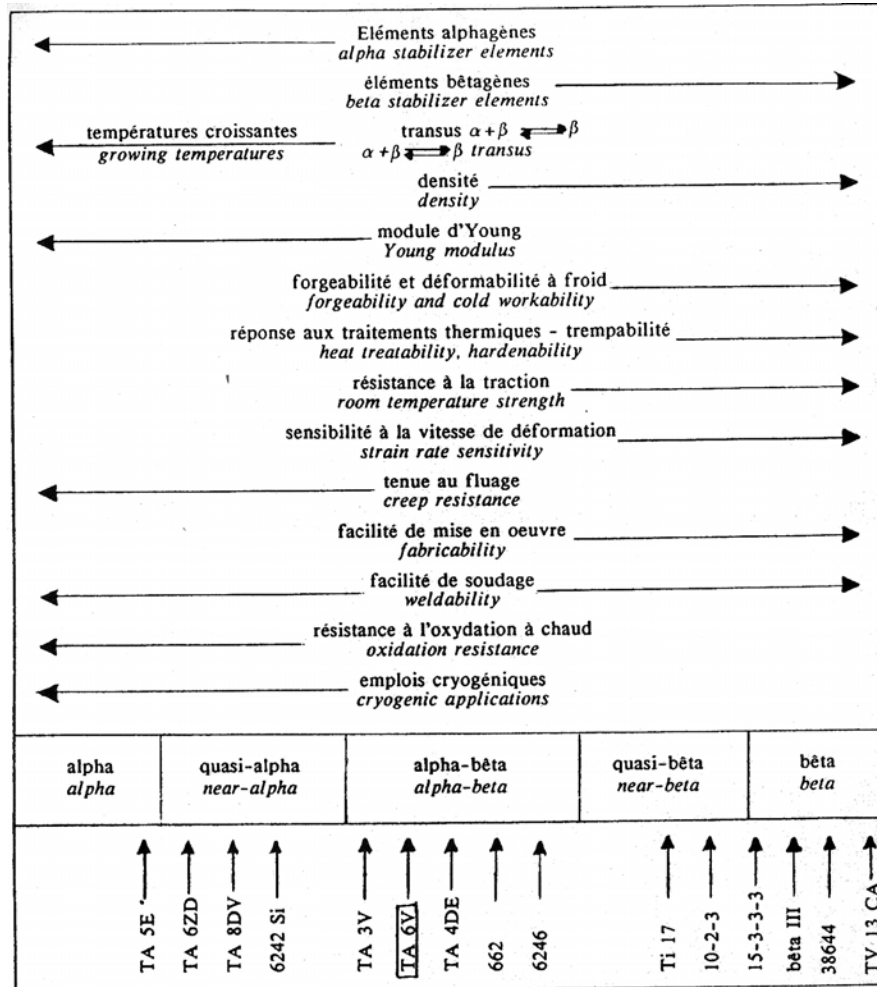 Eléments alphagènes
alpha stabilizer elements
éléments bêtagènes
beta stabilizer elements
températures croissantes
growing temperatures
transus α+β ⇌ β
α+β ⇌ β transus
densité
density
module d'Young
Young modulus
forgeabilité et déformabilité à froid
forgeability and cold workability
réponse aux traitements thermiques - trempabilité
heat treatability, hardenability
résistance à la traction
room temperature strength
sensibilité à la vitesse de déformation
strain rate sensitivity
tenue au fluage
creep resistance
facilité de mise en oeuvre
fabricability
facilité de soudage
weldability
résistance à l'oxydation à chaud
oxidation resistance
emplois cryogéniques
cryogenic applications
alpha
alpha
quasi-alpha
near-alpha
alpha-bêta
alpha-beta
quasi-bêta
near-beta
bêta
beta
TA 5E
TA 6ZD
TA 8DV
6242 Si
TA 3V
TA 6V
TA 4DE
662
6246
Ti 17
10-2-3
15-3-3-3
bêta III
38644
TV 13 CA